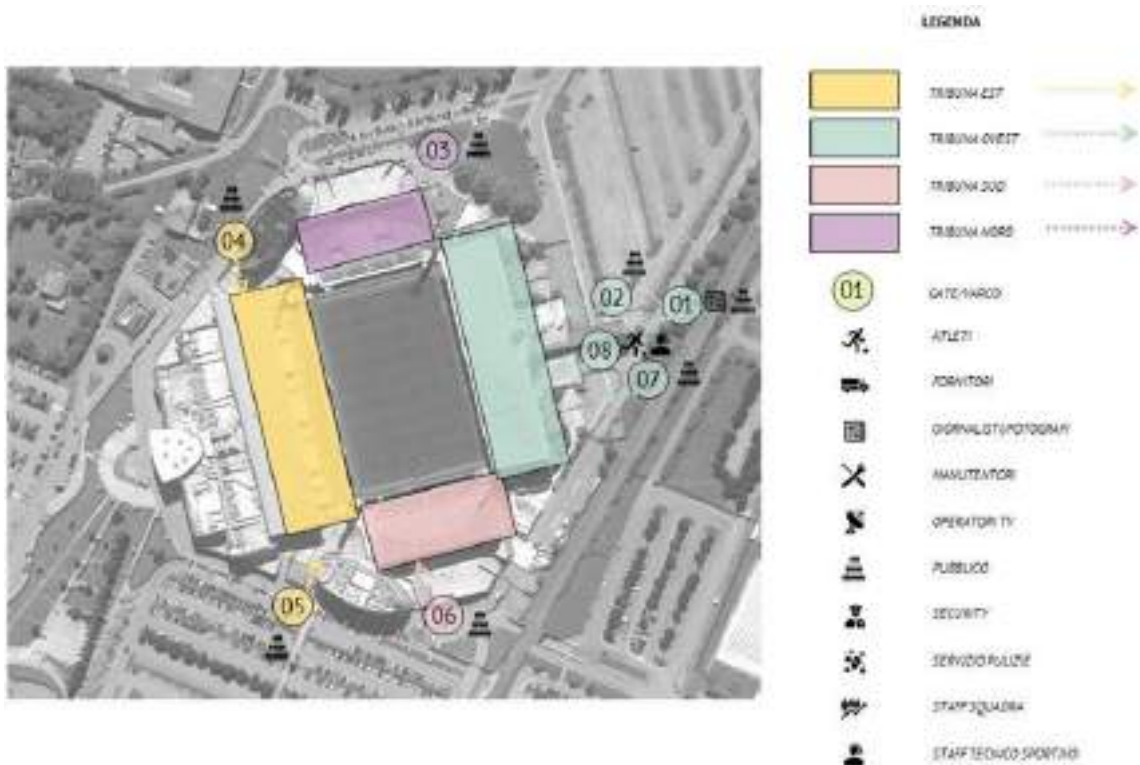 LEGENDA
TRIBUNA EST
TRIBUNA OVEST
TRIBUNA SUD
TRIBUNA NORD
01
GATE/VARCO
ATLETI
FORNITORI
GIORNALISTI/FOTOGRAFI
MANUTENTORI
OPERATORI TV
PUBBLICO
SECURITY
SERVIZIO PULIZIE
STAFF SQUADRA
STAFF TECNICO SPORTIVO
03
04
02
01
08
07
05
06